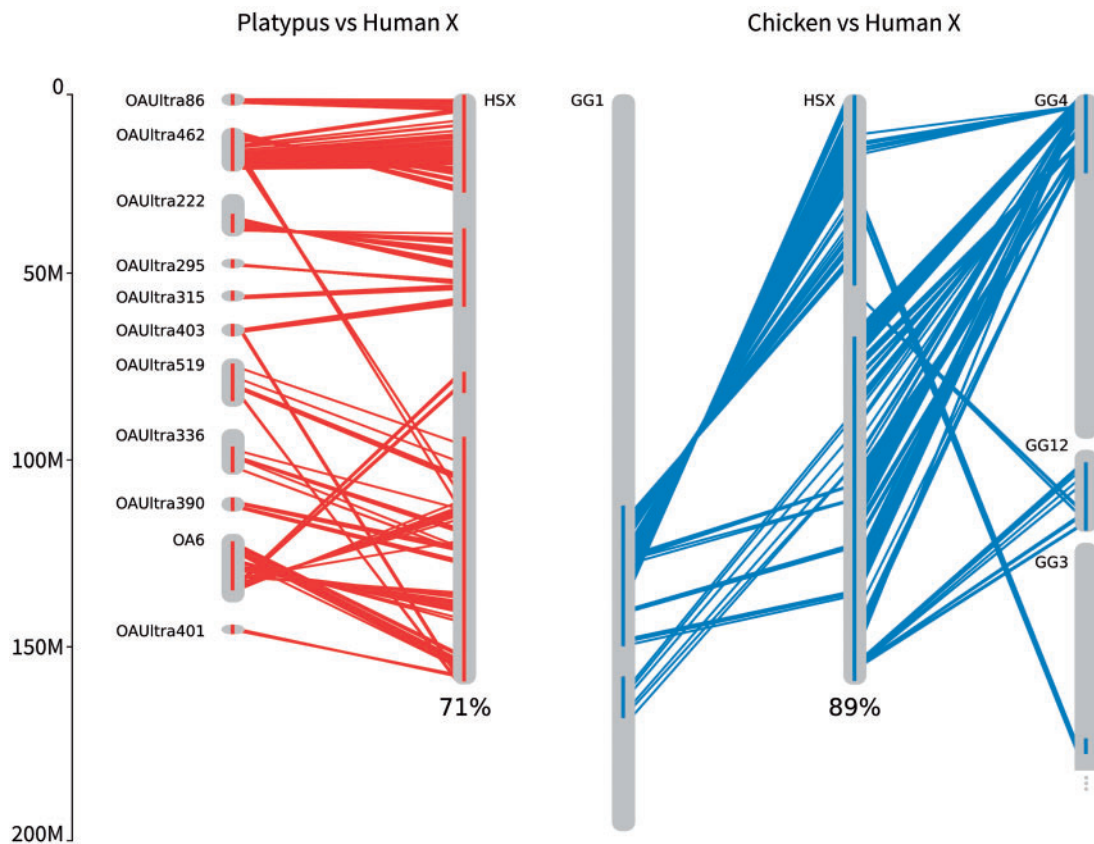 Platypus vs Human X
Chicken vs Human X
0
50M
100M
150M
200M
OAUltra86
OAUltra462
OAUltra222
OAUltra295
OAUltra315
OAUltra403
OAUltra519
OAUltra336
OAUltra390
OA6
OAUltra401
HSX
71%
GG1
HSX
89%
GG4
GG12
GG3